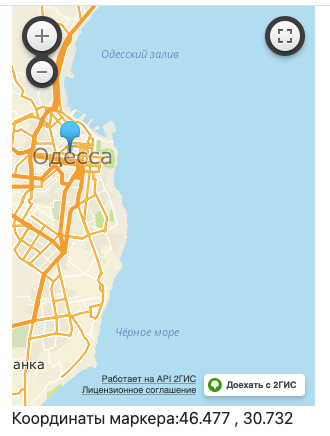 Одесский залив
Одесса
Чёрное море
анка
Работает на API 2ГИС
Лицензионное соглашение
Доехать с 2ГИС
Координаты маркера:46.477 , 30.732